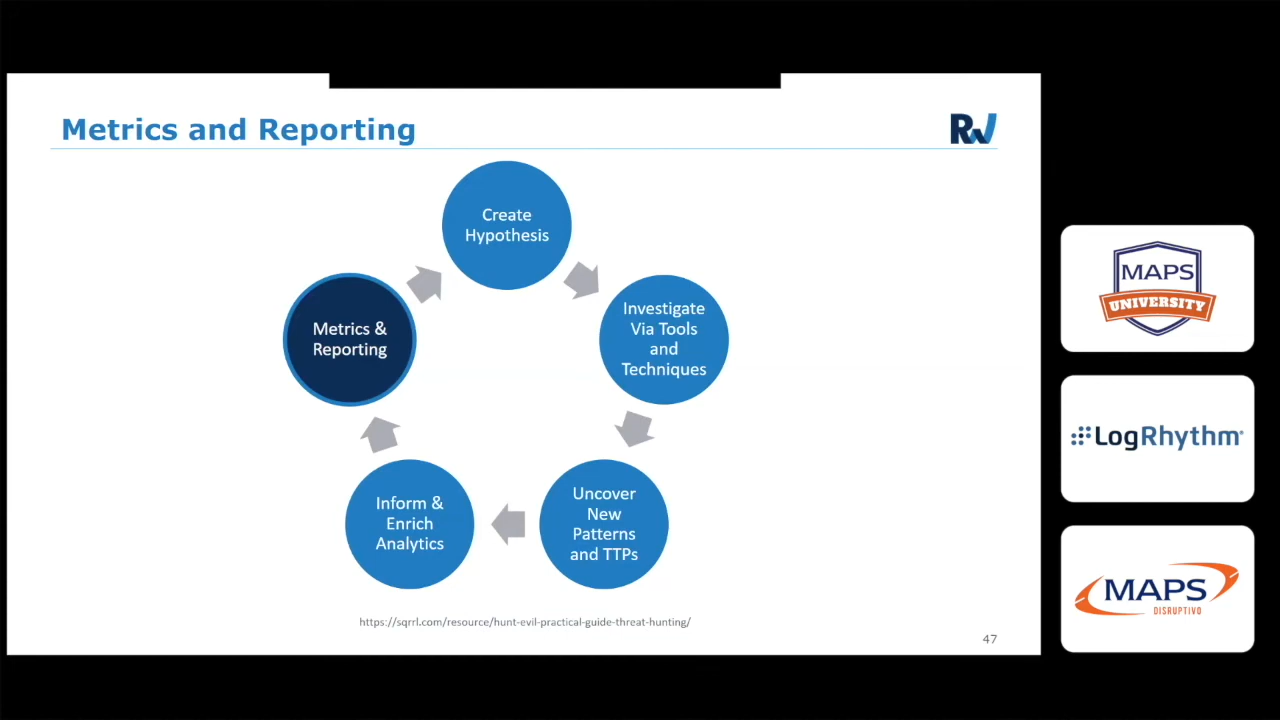 Metrics and Reporting
RW
Create
Hypothesis
Metrics &
Reporting
Investigate
Via Tools
and
Techniques
Inform &
Enrich
Analytics
Uncover
New
Patterns
and TTPs
https://sqrrl.com/resource/hunt-evil-practical-guide-threat-hunting/
47
MAPS
UNIVERSITY
LogRhythm
MAPS
DISRUPTIVO